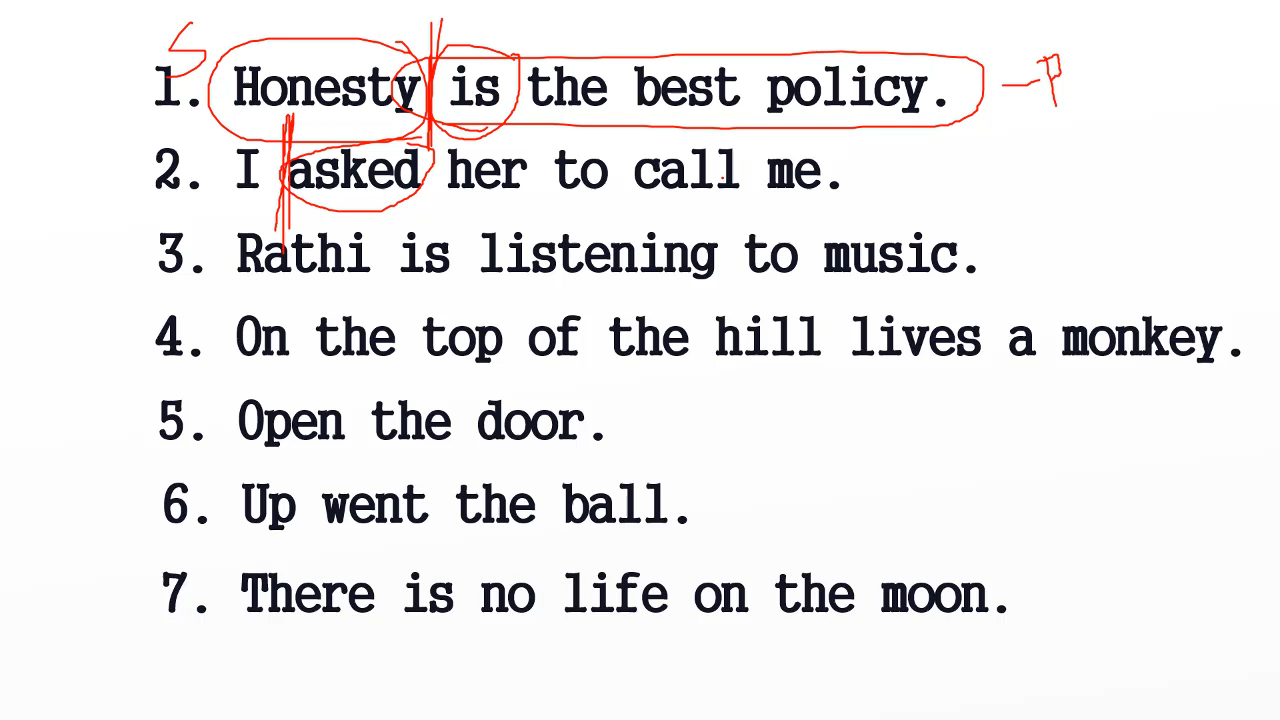 S
1. Honesty is the best policy. - P
2. I asked her to call me.
3. Rathi is listening to music.
4. On the top of the hill lives a monkey.
5. Open the door.
6. Up went the ball.
7. There is no life on the moon.